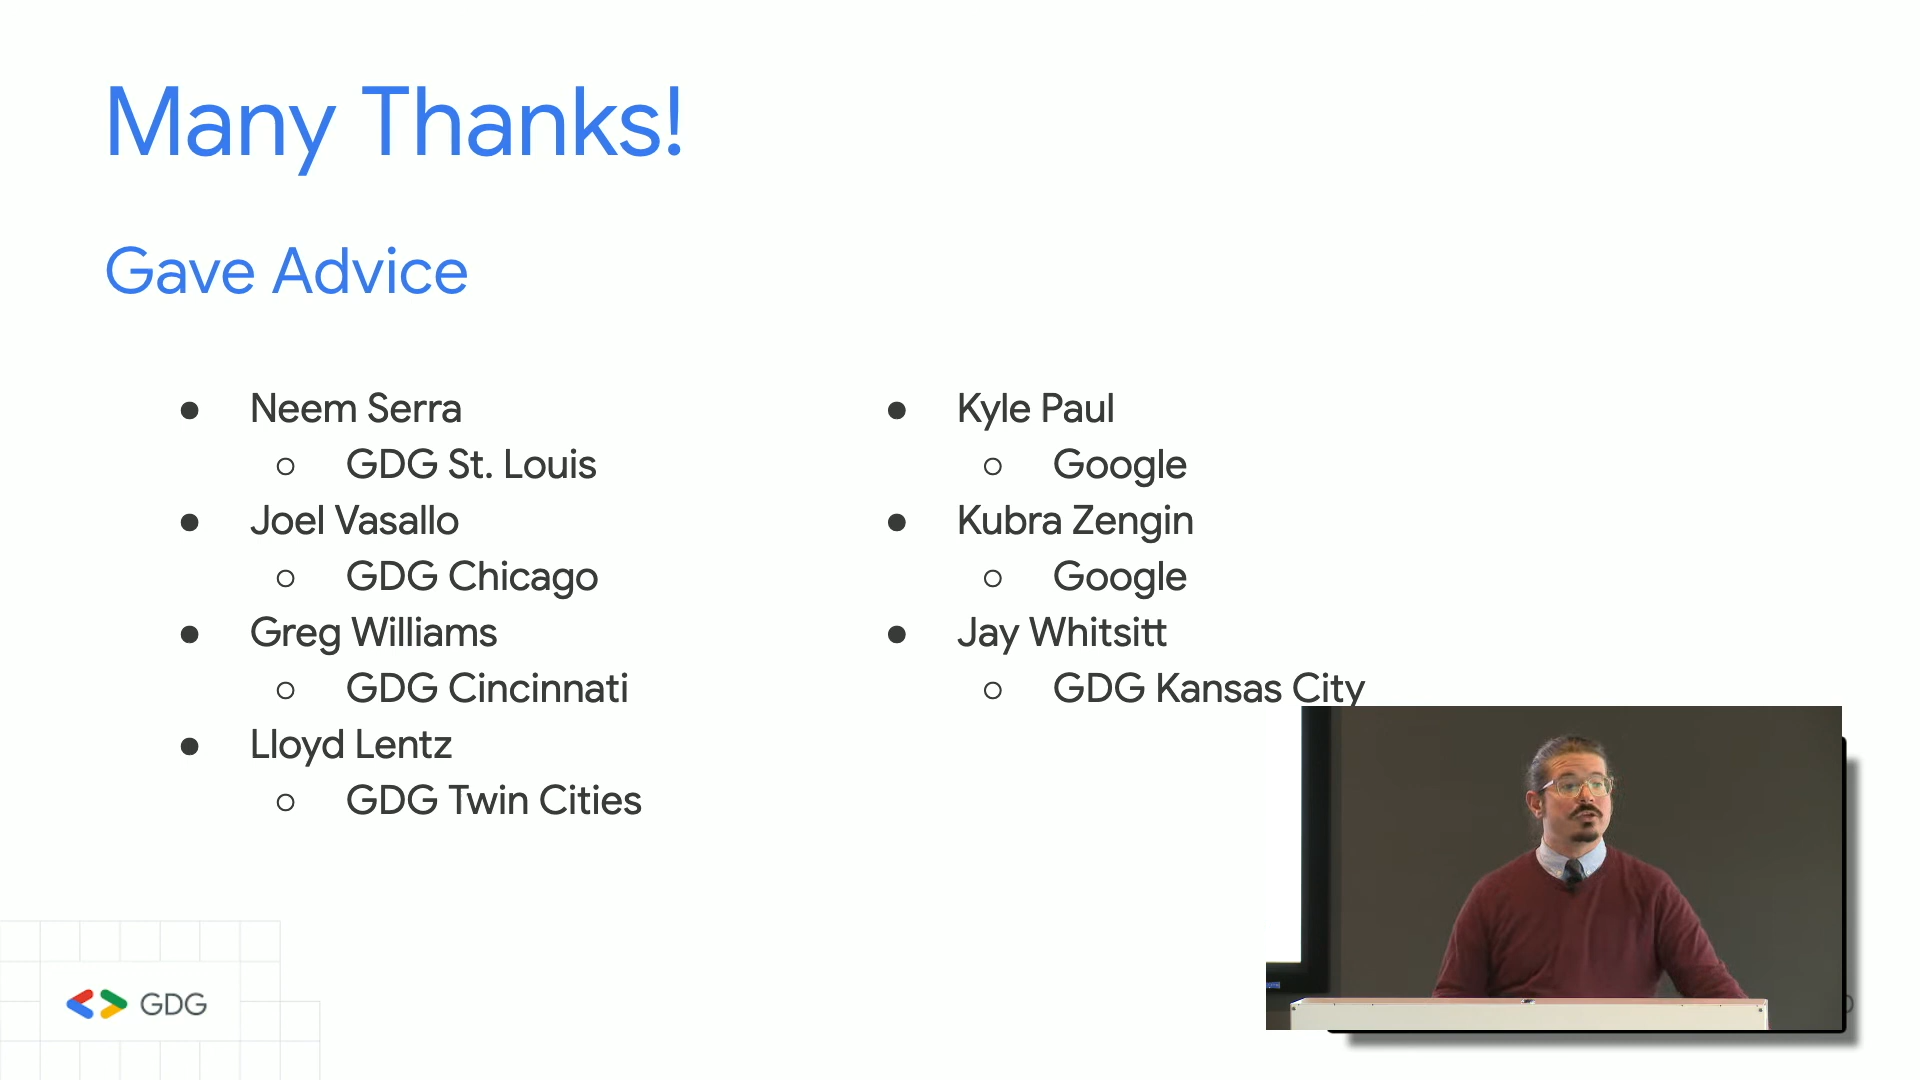 Many Thanks!
Gave Advice
● Neem Serra
○ GDG St. Louis
● Joel Vasallo
○ GDG Chicago
● Greg Williams
○ GDG Cincinnati
● Lloyd Lentz
○ GDG Twin Cities
● Kyle Paul
○ Google
● Kubra Zengin
○ Google
● Jay Whitsitt
○ GDG Kansas City
GDG